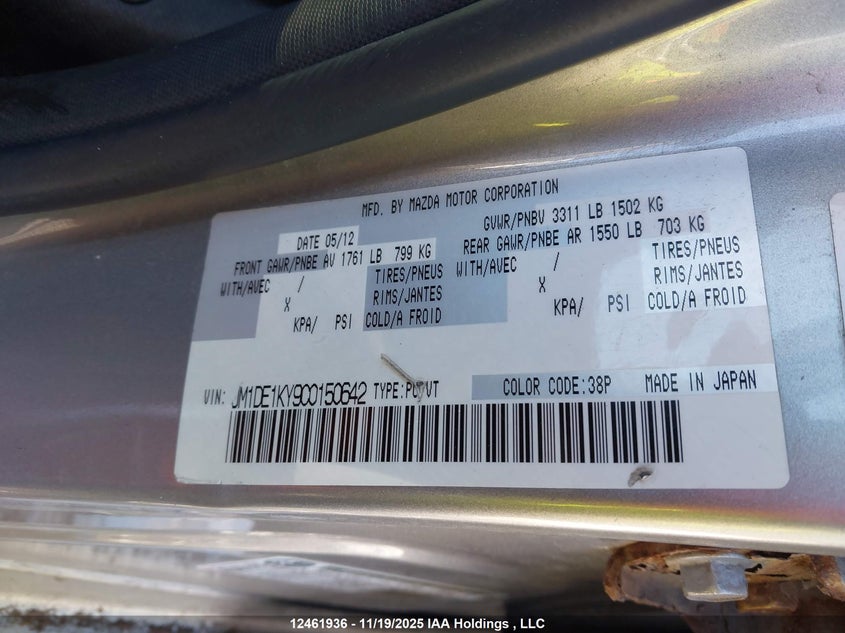 MFD. BY MAZDA MOTOR CORPORATION
DATE 05/12
GVWR/PNBV 3311 LB 1502 KG
FRONT GAWR/PNBE AV 1761 LB 799 KG
REAR GAWR/PNBE AR 1550 LB 703 KG
WITH/AVEC / TIRES/PNEUS
WITH/AVEC / TIRES/PNEUS
X RIMS/JANTES
X RIMS/JANTES
KPA/ PSI COLD/A FROID
KPA/ PSI COLD/A FROID
VIN: JM1DE1KY9C0150642 TYPE:PC/VT COLOR CODE:38P MADE IN JAPAN
12461936 - 11/19/2025 IAA Holdings , LLC